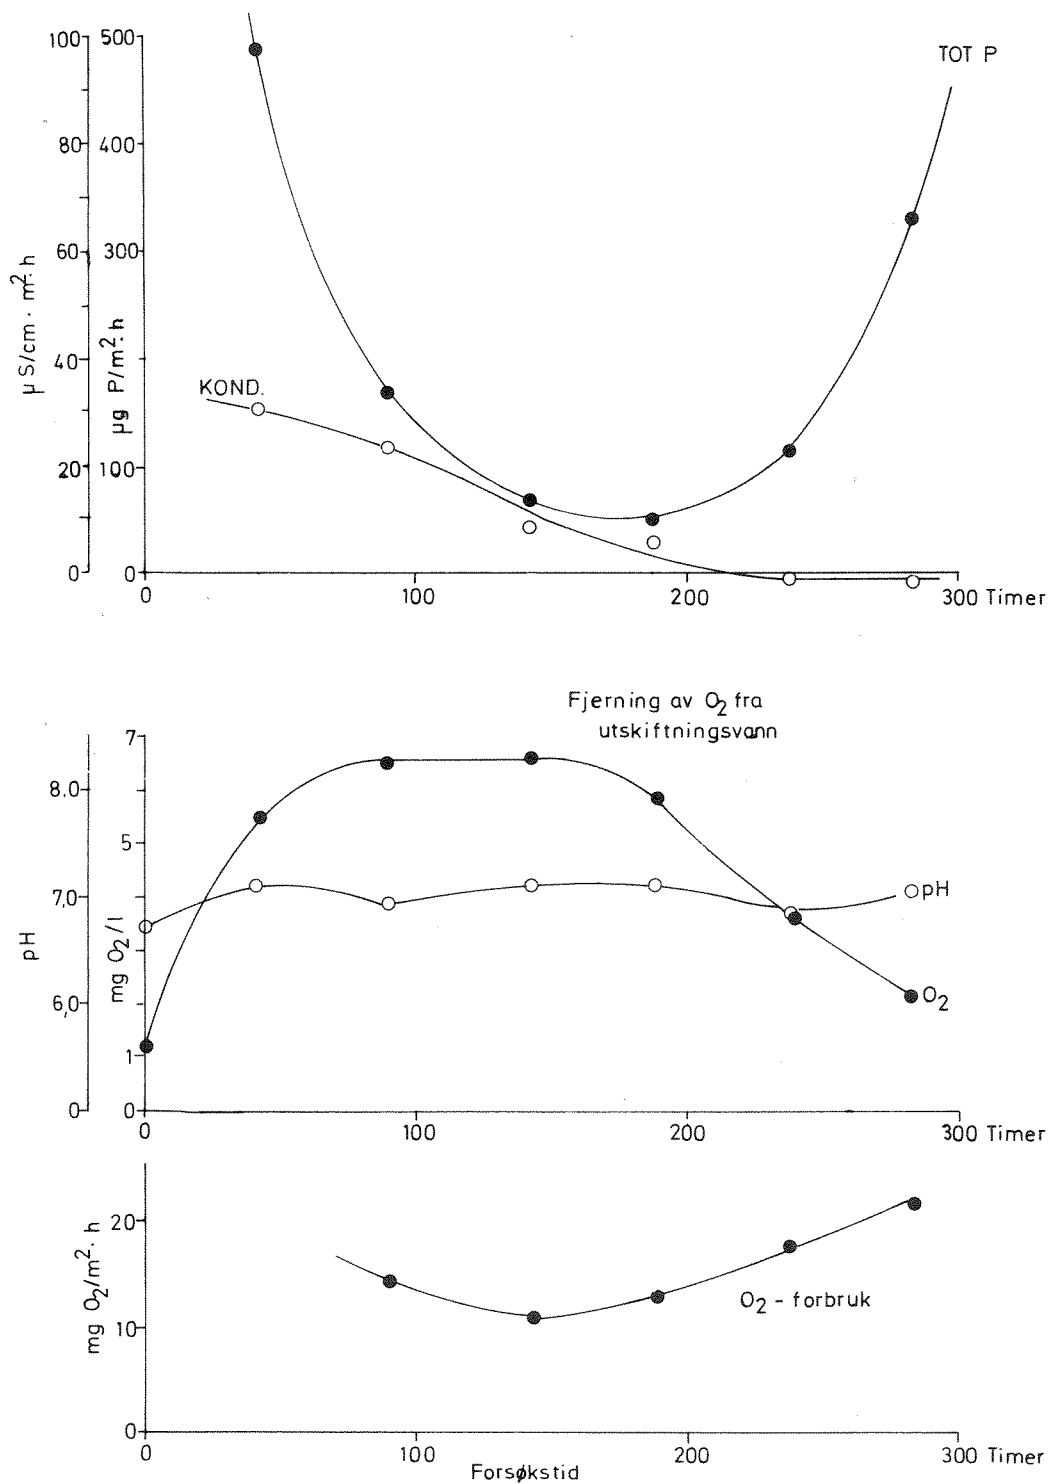 100
80
60
40
20
0
µS/cm · m²·h
500
400
300
100
0
µg P/m²·h
TOT P
KOND.
0
100
200
300 Timer
Fjerning av O₂ fra
utskiftningsvann
8.0
7,0
6,0
0
pH
7
5
1
0
mg O₂/l
pH
O₂
0
100
200
300 Timer
20
10
0
mg O₂/m²·h
O₂ - forbruk
0
100
200
300 Timer
Forsøkstid